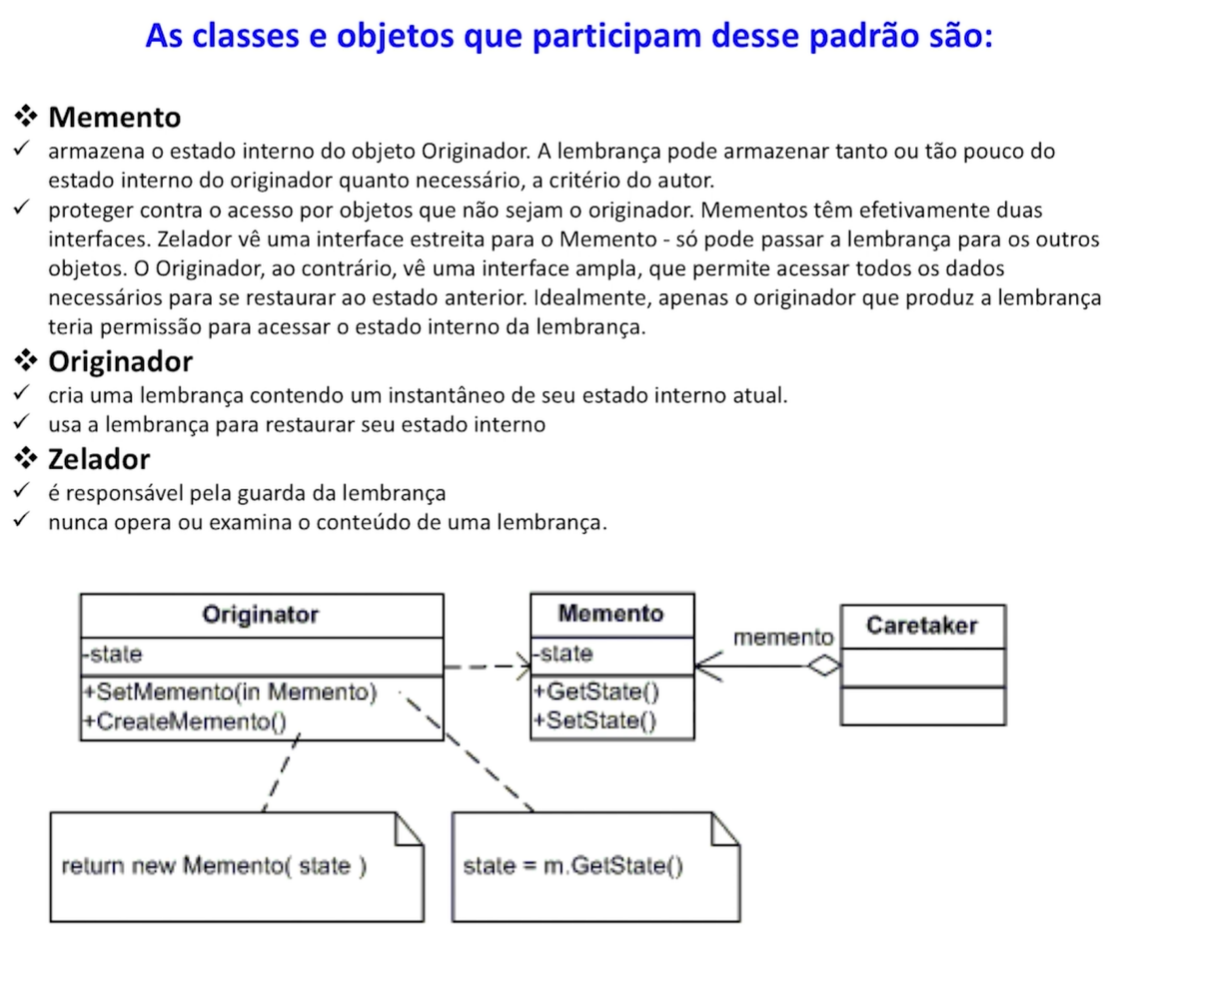 As classes e objetos que participam desse padrão são:
❖ Memento
✓ armazena o estado interno do objeto Originador. A lembrança pode armazenar tanto ou tão pouco do
estado interno do originador quanto necessário, a critério do autor.
✓ proteger contra o acesso por objetos que não sejam o originador. Mementos têm efetivamente duas
interfaces. Zelador vê uma interface estreita para o Memento - só pode passar a lembrança para os outros
objetos. O Originador, ao contrário, vê uma interface ampla, que permite acessar todos os dados
necessários para se restaurar ao estado anterior. Idealmente, apenas o originador que produz a lembrança
teria permissão para acessar o estado interno da lembrança.
❖ Originador
✓ cria uma lembrança contendo um instantâneo de seu estado interno atual.
✓ usa a lembrança para restaurar seu estado interno
❖ Zelador
✓ é responsável pela guarda da lembrança
✓ nunca opera ou examina o conteúdo de uma lembrança.
Originator
-state
+SetMemento(in Memento)
+CreateMemento()
Memento
-state
+GetState()
+SetState()
memento
Caretaker
return new Memento( state )
state = m.GetState()